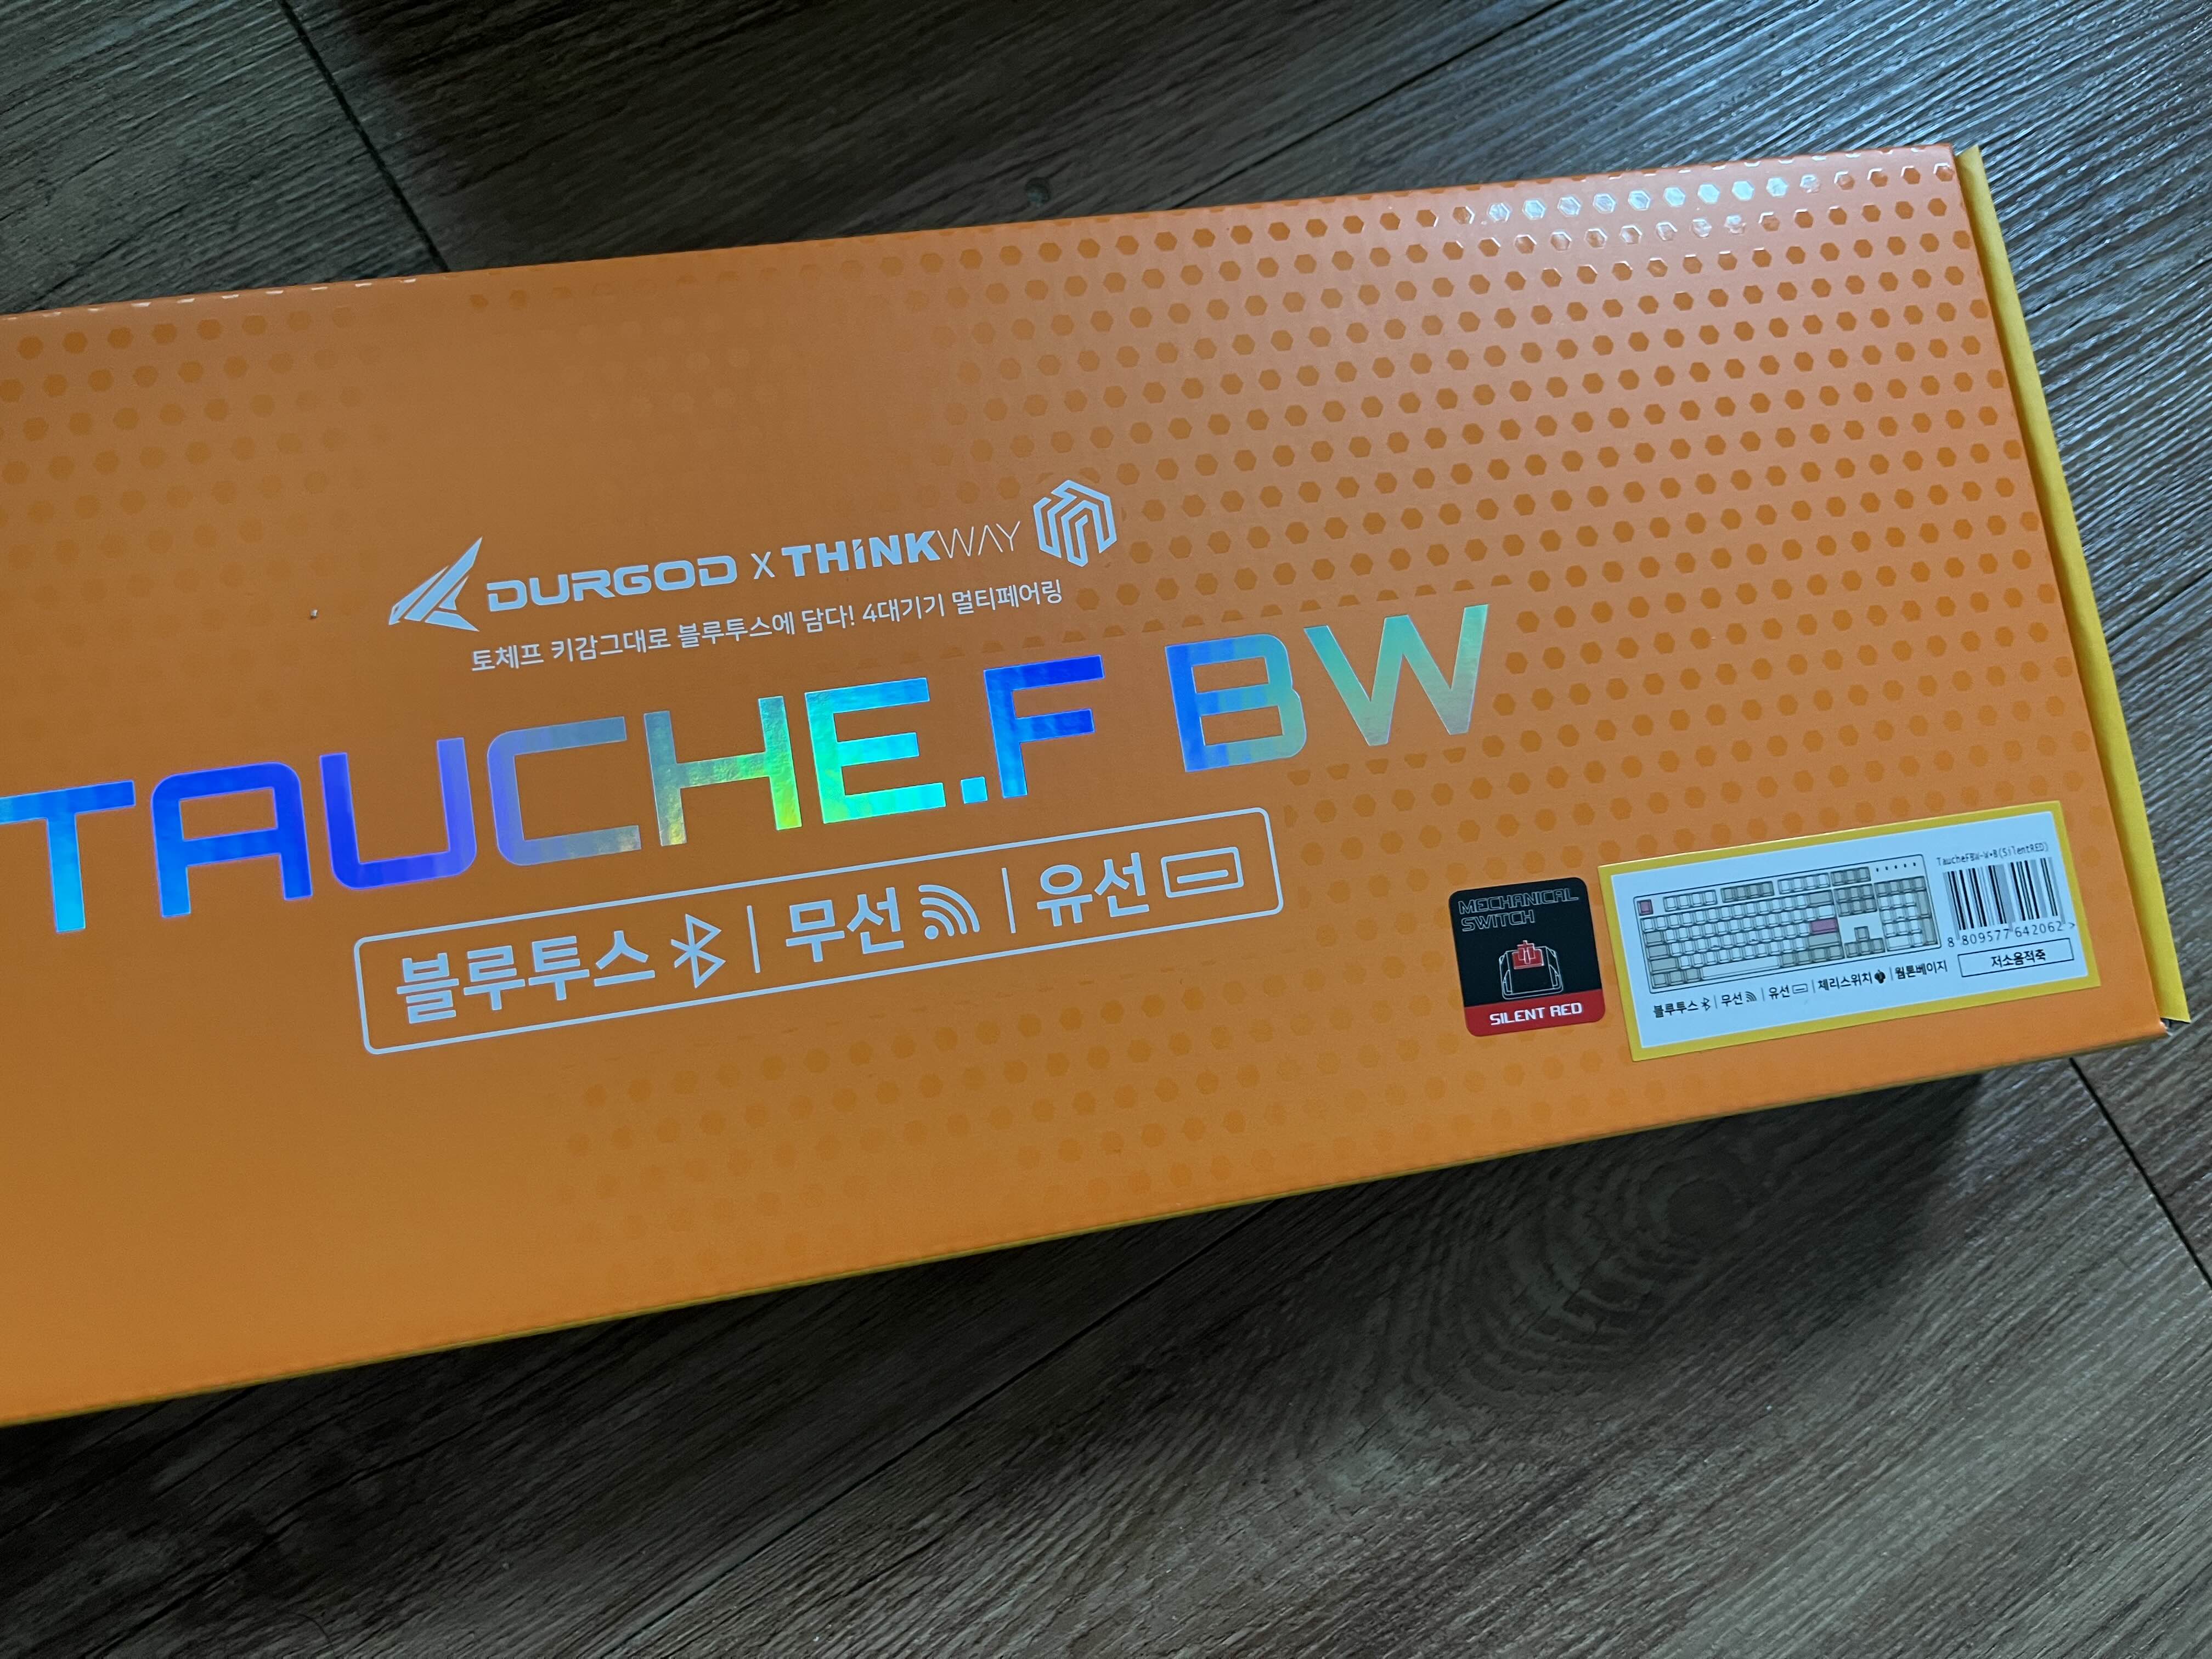 DURGOD X THINKWAY
토체프 키감그대로 블루투스에 담다! 4대기기 멀티페어링
TAUCHE.F BW
블루투스 | 무선 | 유선
MECHANICAL
SWITCH
SILENT RED
TaucheFBW-W•B(SilentRED)
8 809577 642062 >
저소음적축
블루투스 | 무선 | 유선 | 체리스위치 | 웜톤베이지